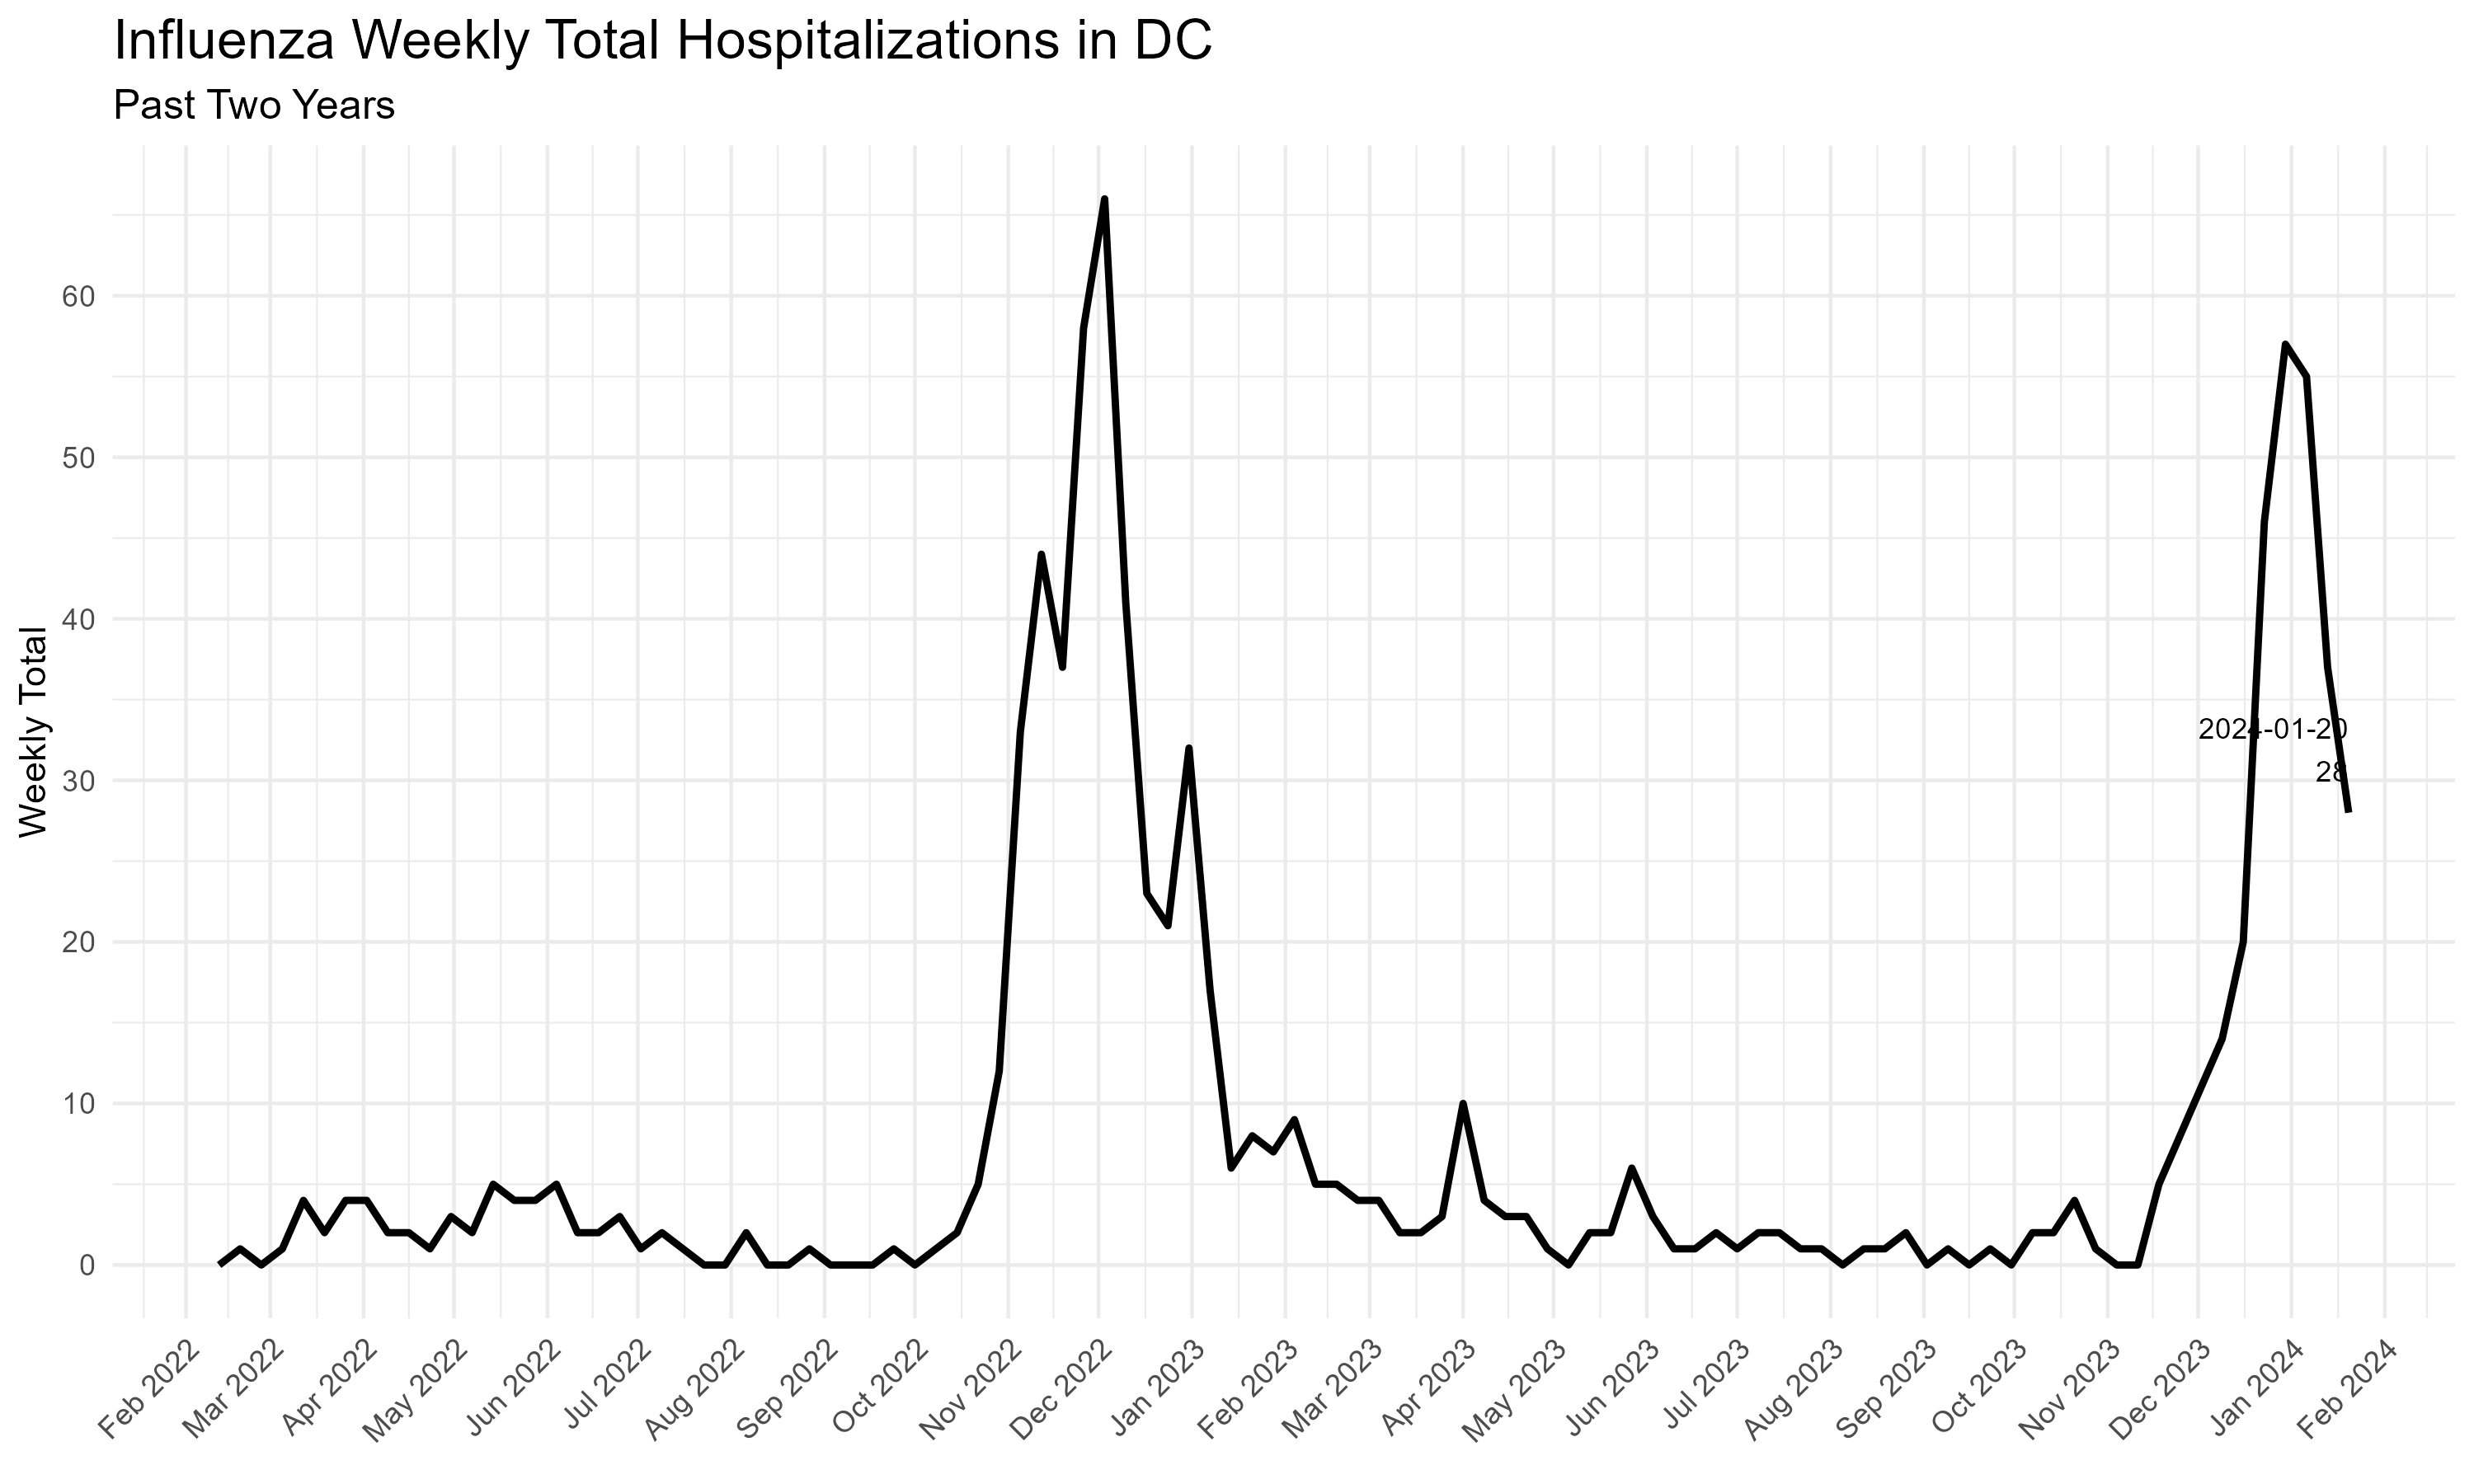 Influenza Weekly Total Hospitalizations in DC
Past Two Years
Weekly Total
60
50
40
30
20
10
0
2024-01-20
28
Feb 2022
Mar 2022
Apr 2022
May 2022
Jun 2022
Jul 2022
Aug 2022
Sep 2022
Oct 2022
Nov 2022
Dec 2022
Jan 2023
Feb 2023
Mar 2023
Apr 2023
May 2023
Jun 2023
Jul 2023
Aug 2023
Sep 2023
Oct 2023
Nov 2023
Dec 2023
Jan 2024
Feb 2024